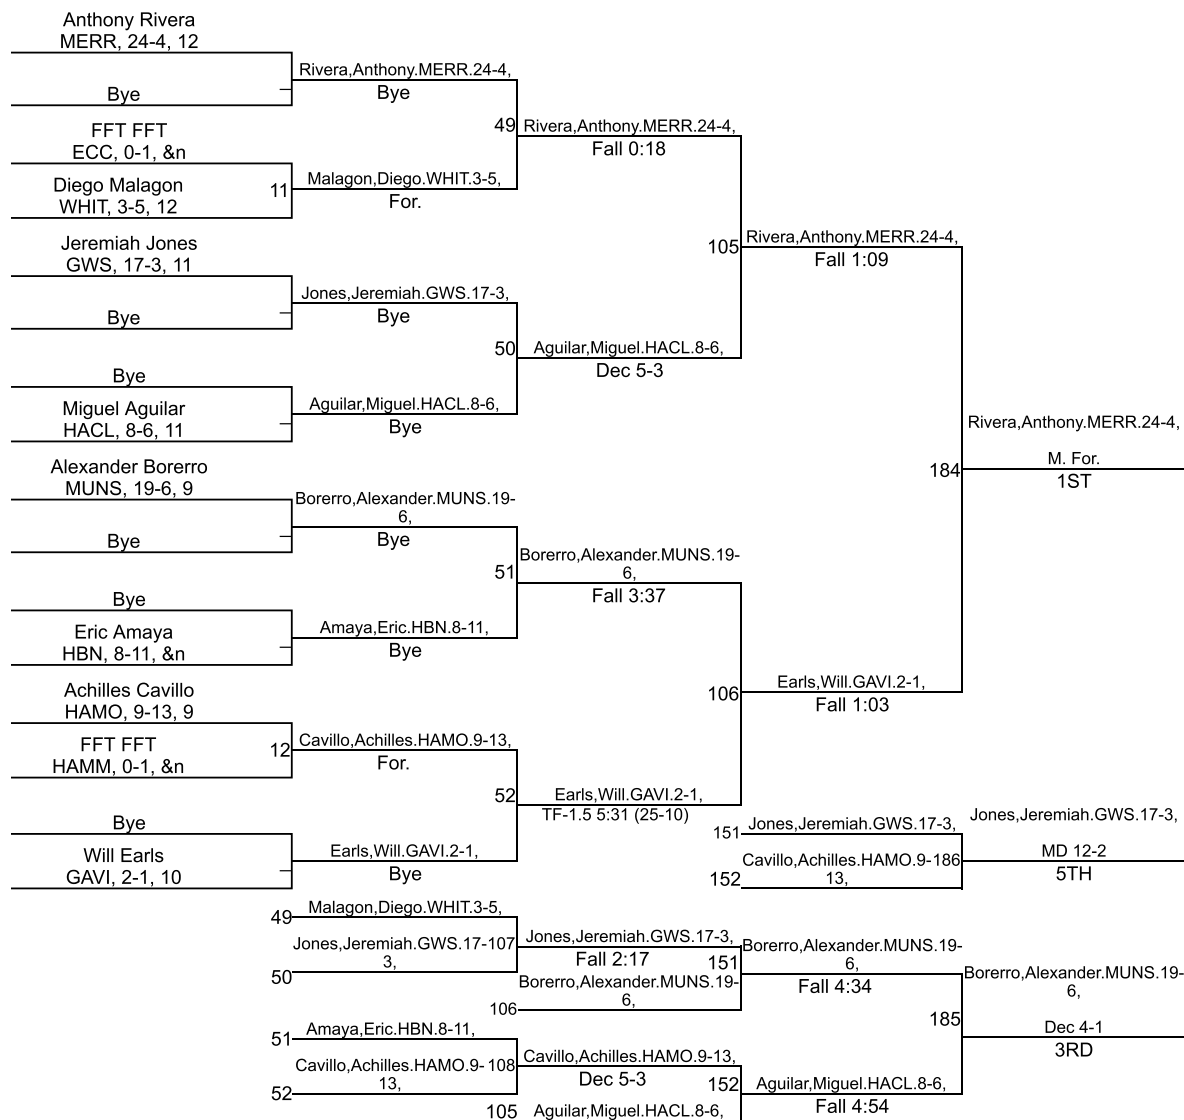 Anthony Rivera
MERR, 24-4, 12
Bye
Rivera,Anthony.MERR.24-4,
Bye
FFT FFT
ECC, 0-1, &n
Diego Malagon
WHIT, 3-5, 12
11
Malagon,Diego.WHIT.3-5,
For.
49
Rivera,Anthony.MERR.24-4,
Fall 0:18
Jeremiah Jones
GWS, 17-3, 11
Bye
Jones,Jeremiah.GWS.17-3,
Bye
Bye
Miguel Aguilar
HACL, 8-6, 11
Aguilar,Miguel.HACL.8-6,
Bye
50
Aguilar,Miguel.HACL.8-6,
Dec 5-3
105
Rivera,Anthony.MERR.24-4,
Fall 1:09
Alexander Borerro
MUNS, 19-6, 9
Bye
Borerro,Alexander.MUNS.19-
6,
Bye
Bye
Eric Amaya
HBN, 8-11, &n
Amaya,Eric.HBN.8-11,
Bye
51
Borerro,Alexander.MUNS.19-
6,
Fall 3:37
Achilles Cavillo
HAMO, 9-13, 9
FFT FFT
HAMM, 0-1, &n
12
Cavillo,Achilles.HAMO.9-13,
For.
Bye
Will Earls
GAVI, 2-1, 10
Earls,Will.GAVI.2-1,
Bye
52
Earls,Will.GAVI.2-1,
TF-1.5 5:31 (25-10)
106
Earls,Will.GAVI.2-1,
Fall 1:03
184
Rivera,Anthony.MERR.24-4,
M. For.
1ST
151
Jones,Jeremiah.GWS.17-3,
152
Cavillo,Achilles.HAMO.9-
13,
186
Jones,Jeremiah.GWS.17-3,
MD 12-2
5TH
49
Malagon,Diego.WHIT.3-5,
50
Jones,Jeremiah.GWS.17-
3,
107
Jones,Jeremiah.GWS.17-3,
Fall 2:17
106
Borerro,Alexander.MUNS.19-
6,
151
Borerro,Alexander.MUNS.19-
6,
Fall 4:34
51
Amaya,Eric.HBN.8-11,
52
Cavillo,Achilles.HAMO.9-
13,
108
Cavillo,Achilles.HAMO.9-13,
Dec 5-3
105
Aguilar,Miguel.HACL.8-6,
152
Aguilar,Miguel.HACL.8-6,
Fall 4:54
185
Borerro,Alexander.MUNS.19-
6,
Dec 4-1
3RD